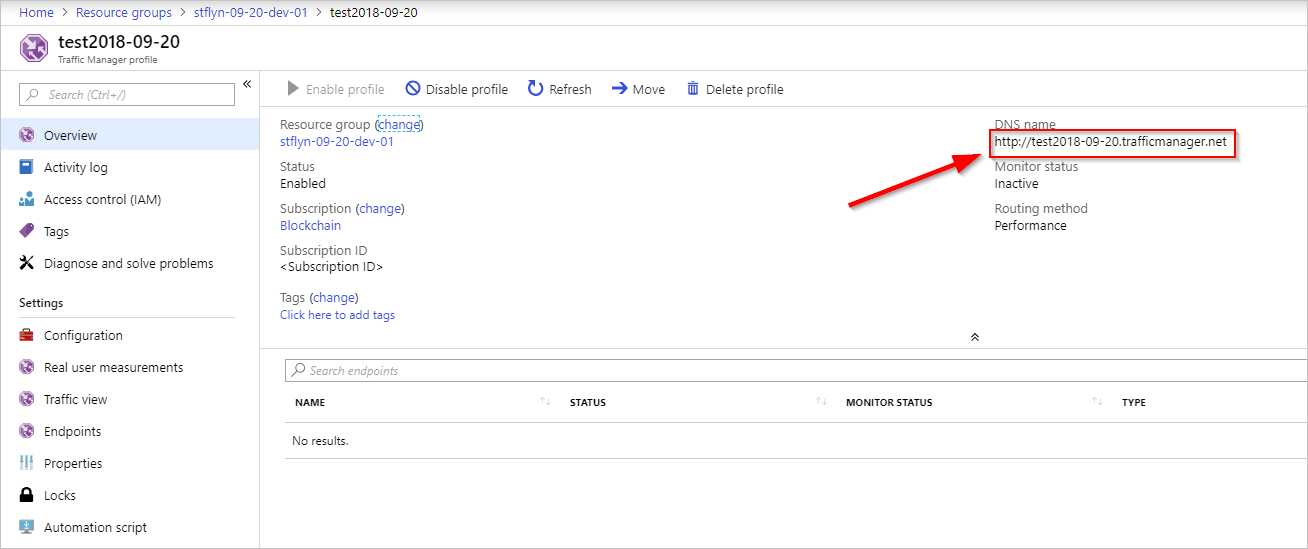 Home > Resource groups > stflyn-09-20-dev-01 > test2018-09-20
test2018-09-20
Traffic Manager profile
Search (Ctrl+/)
«
Overview
Activity log
Access control (IAM)
Tags
Diagnose and solve problems
Settings
Configuration
Real user measurements
Traffic view
Endpoints
Properties
Locks
Automation script
Enable profile Disable profile Refresh Move Delete profile
Resource group (change)
stflyn-09-20-dev-01
Status
Enabled
Subscription (change)
Blockchain
Subscription ID
<Subscription ID>
Tags (change)
Click here to add tags
DNS name
http://test2018-09-20.trafficmanager.net
Monitor status
Inactive
Routing method
Performance
Search endpoints
NAME STATUS MONITOR STATUS TYPE
No results.